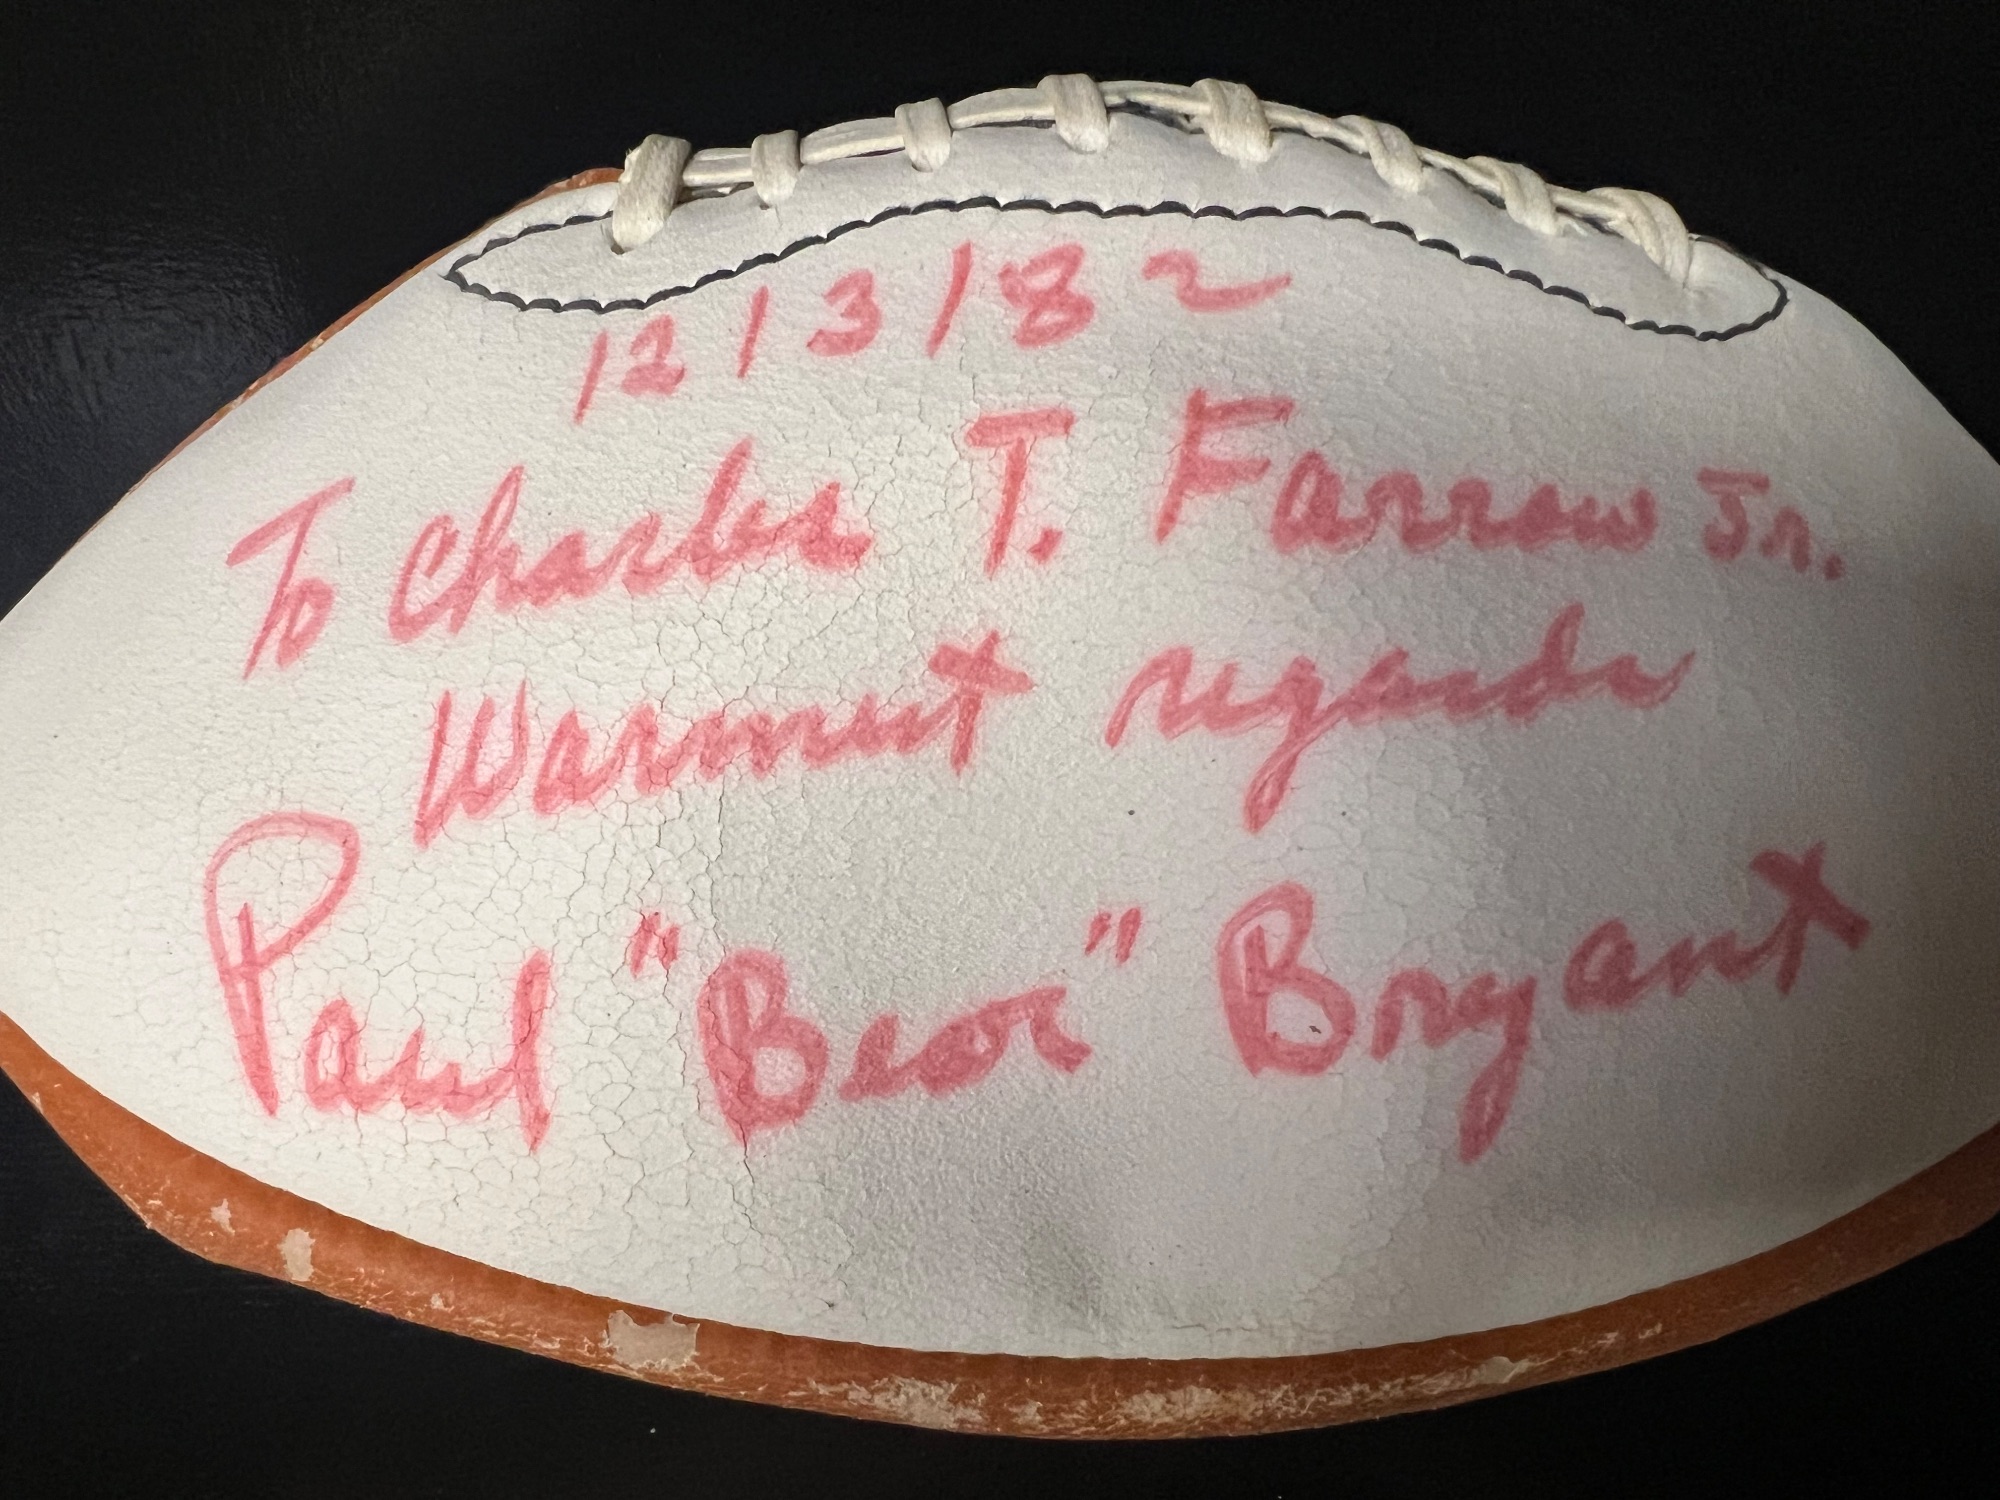 12/3/82
To Charles T. Farrow Jr.
Warmest regards
Paul "Bear" Bryant